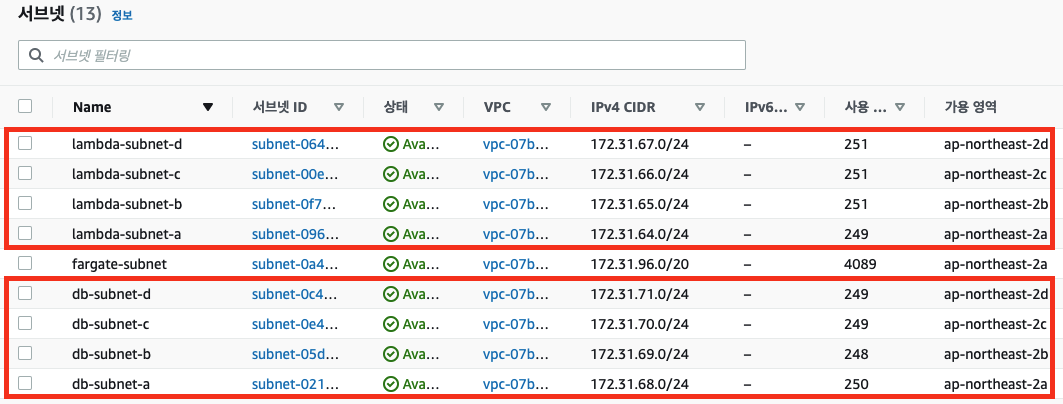 서브넷 (13) 정보
서브넷 필터링
Name 서브넷 ID 상태 VPC IPv4 CIDR IPv6... 사용 ... 가용 영역
lambda-subnet-d subnet-064... Ava... vpc-07b... 172.31.67.0/24 – 251 ap-northeast-2d
lambda-subnet-c subnet-00e... Ava... vpc-07b... 172.31.66.0/24 – 251 ap-northeast-2c
lambda-subnet-b subnet-0f7... Ava... vpc-07b... 172.31.65.0/24 – 251 ap-northeast-2b
lambda-subnet-a subnet-096... Ava... vpc-07b... 172.31.64.0/24 – 249 ap-northeast-2a
fargate-subnet subnet-0a4... Ava... vpc-07b... 172.31.96.0/20 – 4089 ap-northeast-2a
db-subnet-d subnet-0c4... Ava... vpc-07b... 172.31.71.0/24 – 249 ap-northeast-2d
db-subnet-c subnet-0e4... Ava... vpc-07b... 172.31.70.0/24 – 249 ap-northeast-2c
db-subnet-b subnet-05d... Ava... vpc-07b... 172.31.69.0/24 – 248 ap-northeast-2b
db-subnet-a subnet-021... Ava... vpc-07b... 172.31.68.0/24 – 250 ap-northeast-2a